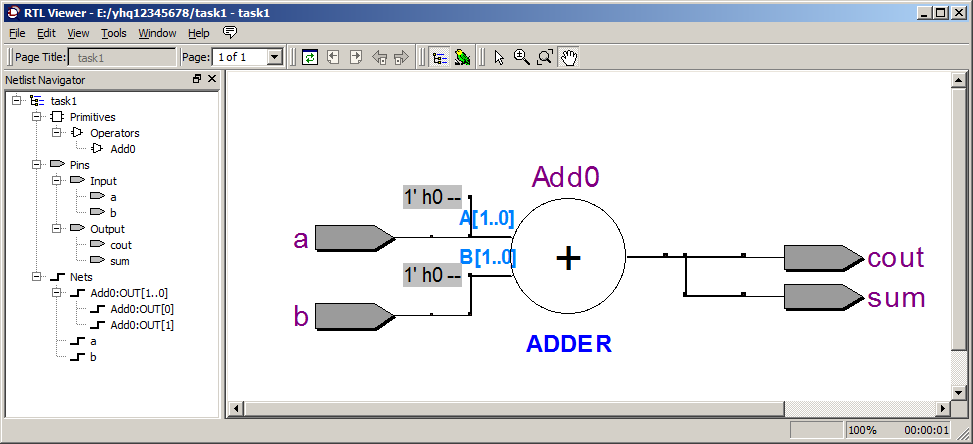 RTL Viewer - E:/yhq12345678/task1 - task1
File Edit View Tools Window Help
Page Title: task1 Page: 1 of 1
Netlist Navigator
task1
Primitives
Operators
Add0
Pins
Input
a
b
Output
cout
sum
Nets
Add0:OUT[1..0]
Add0:OUT[0]
Add0:OUT[1]
a
b
Add0
1' h0 --
A[1..0]
a
B[1..0]
+
cout
1' h0 --
sum
b
ADDER
100% 00:00:01